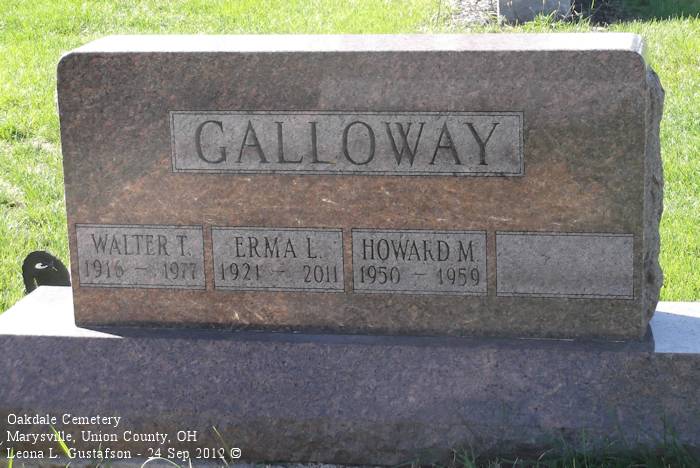 GALLOWAY
WALTER T.
1916 – 1977
ERMA L.
1921 – 2011
HOWARD M.
1950 – 1959
Oakdale Cemetery
Marysville, Union County, OH
Leona L. Gustafson - 24 Sep 2012 ©